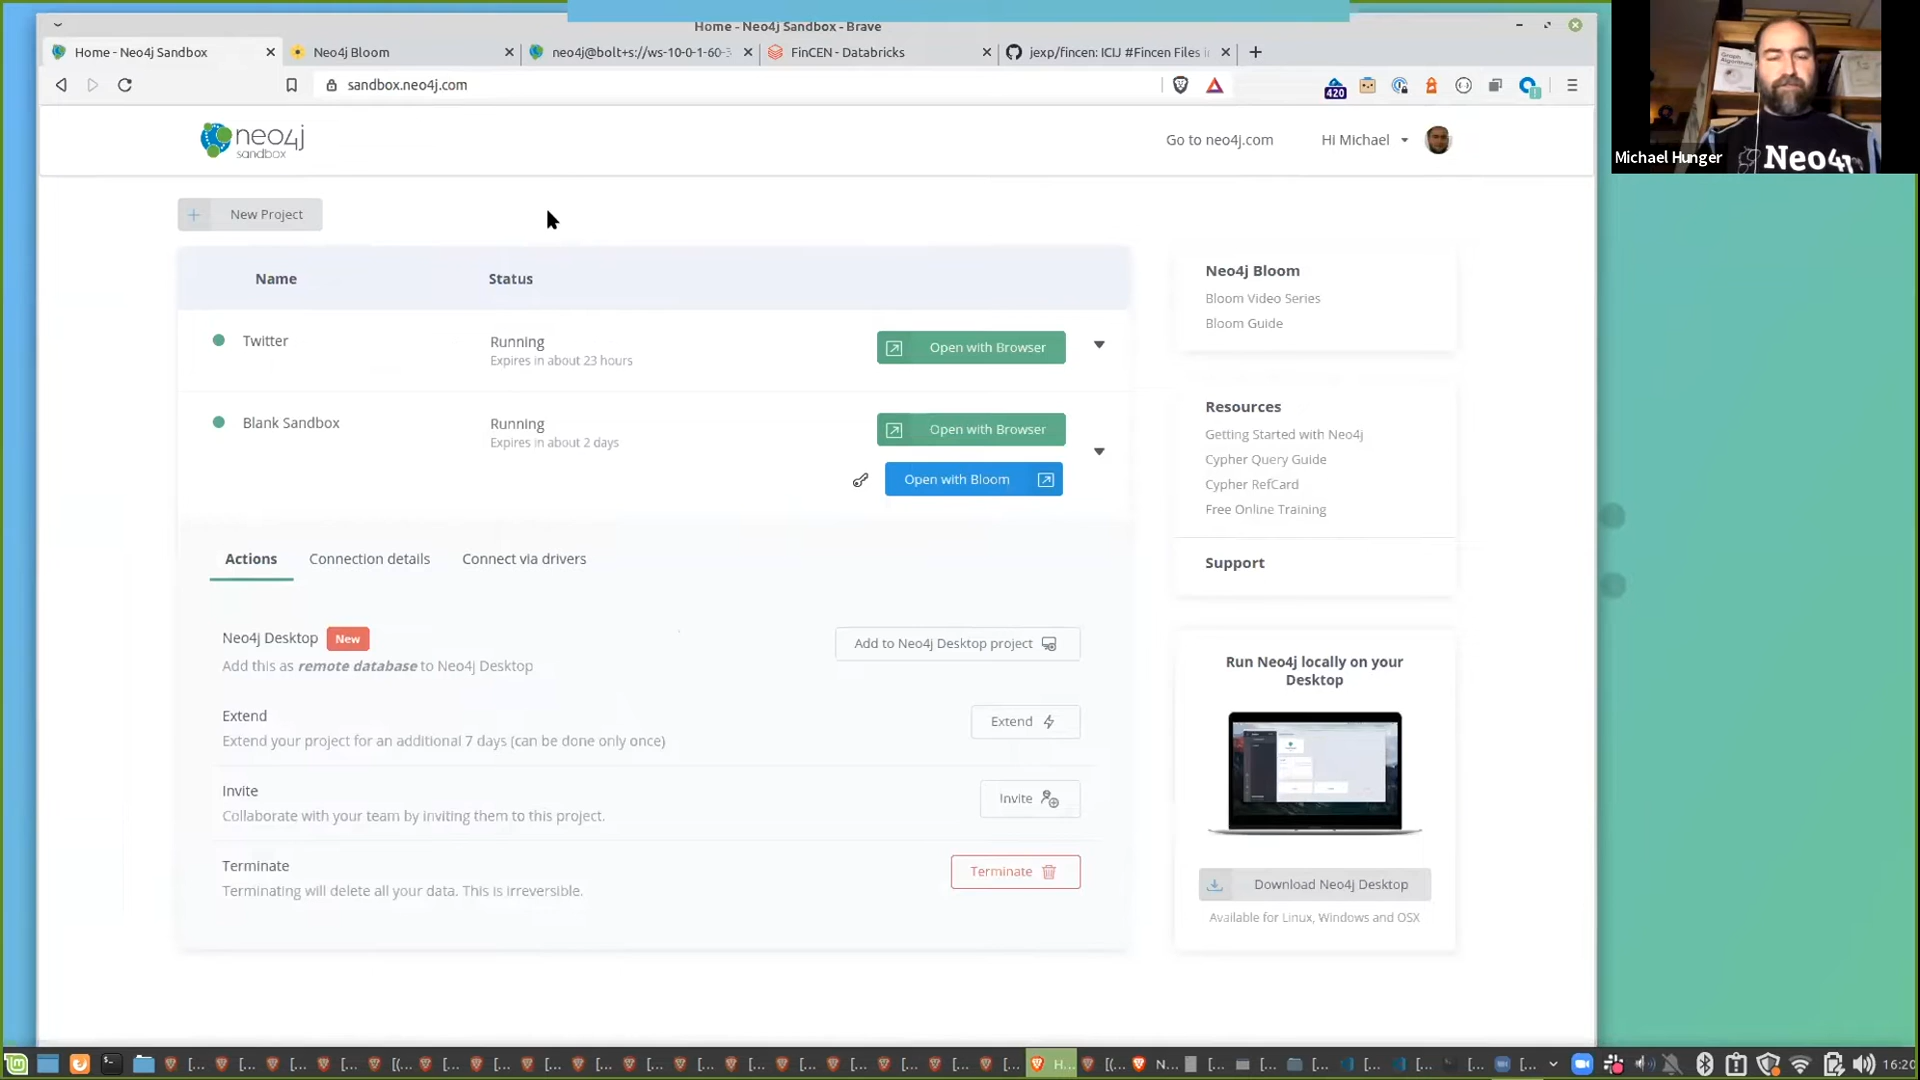 Home - Neo4j Sandbox - Brave
Home - Neo4j Sandbox
Neo4j Bloom
neo4j@bolt+s://ws-10-0-1-60-
FinCEN - Databricks
jexp/fincen: ICIJ #Fincen Files i
sandbox.neo4j.com
420
neo4j
sandbox
Go to neo4j.com
Hi Michael
Michael Hunger
Neo4j
Graph Algorithms
New Project
Name
Status
Twitter
Running
Expires in about 23 hours
Open with Browser
Blank Sandbox
Running
Expires in about 2 days
Open with Browser
Open with Bloom
Actions
Connection details
Connect via drivers
Neo4j Desktop
New
Add this as remote database to Neo4j Desktop
Add to Neo4j Desktop project
Extend
Extend your project for an additional 7 days (can be done only once)
Extend
Invite
Collaborate with your team by inviting them to this project.
Invite
Terminate
Terminating will delete all your data. This is irreversible.
Terminate
Neo4j Bloom
Bloom Video Series
Bloom Guide
Resources
Getting Started with Neo4j
Cypher Query Guide
Cypher RefCard
Free Online Training
Support
Run Neo4j locally on your
Desktop
Download Neo4j Desktop
Available for Linux, Windows and OSX
16:20